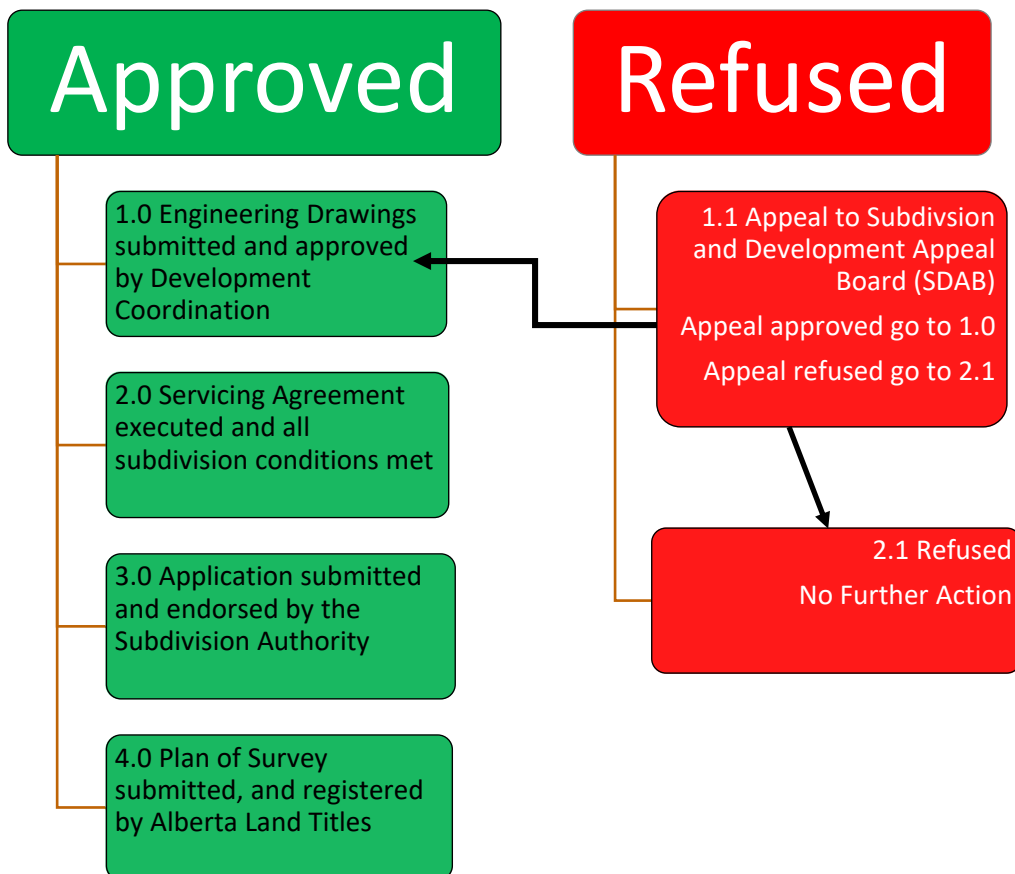 Approved
1.0 Engineering Drawings
submitted and approved
by Development
Coordination
2.0 Servicing Agreement
executed and all
subdivision conditions met
3.0 Application submitted
and endorsed by the
Subdivision Authority
4.0 Plan of Survey
submitted, and registered
by Alberta Land Titles
Refused
1.1 Appeal to Subdivsion
and Development Appeal
Board (SDAB)
Appeal approved go to 1.0
Appeal refused go to 2.1
2.1 Refused
No Further Action